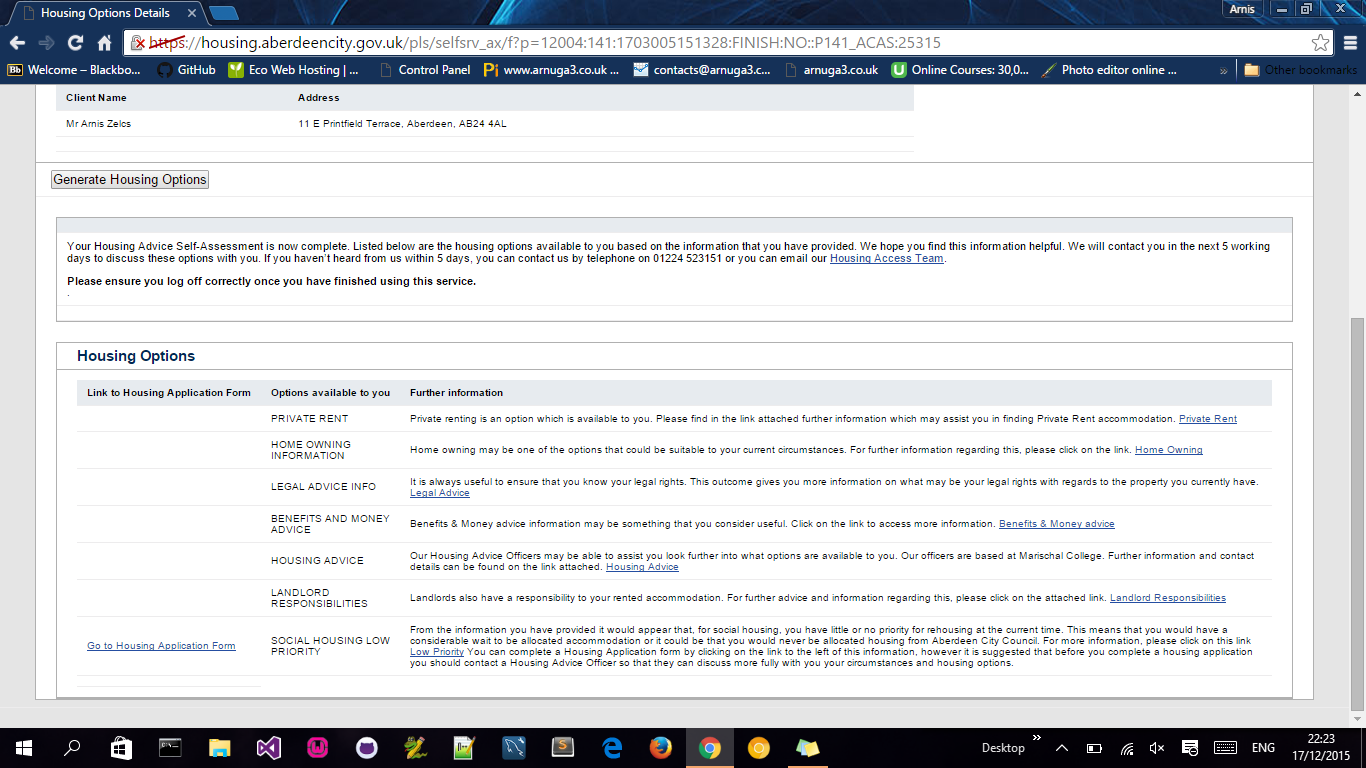 Housing Options Details
Arnis
https://housing.aberdeencity.gov.uk/pls/selfsrv_ax/f?p=12004:141:1703005151328:FINISH:NO::P141_ACAS:25315
Bb Welcome – Blackbo... GitHub Eco Web Hosting | ... Control Panel Pi www.arnuga3.co.uk ... contacts@arnuga3.c... arnuga3.co.uk U Online Courses: 30,0... Photo editor online ... » Other bookmarks
Client Name Address
Mr Arnis Zelcs 11 E Printfield Terrace, Aberdeen, AB24 4AL
Generate Housing Options
Your Housing Advice Self-Assessment is now complete. Listed below are the housing options available to you based on the information that you have provided. We hope you find this information helpful. We will contact you in the next 5 working
days to discuss these options with you. If you haven't heard from us within 5 days, you can contact us by telephone on 01224 523151 or you can email our Housing Access Team.
Please ensure you log off correctly once you have finished using this service.
.
Housing Options
Link to Housing Application Form Options available to you Further information
PRIVATE RENT Private renting is an option which is available to you. Please find in the link attached further information which may assist you in finding Private Rent accommodation. Private Rent
HOME OWNING
INFORMATION
Home owning may be one of the options that could be suitable to your current circumstances. For further information regarding this, please click on the link. Home Owning
LEGAL ADVICE INFO
It is always useful to ensure that you know your legal rights. This outcome gives you more information on what may be your legal rights with regards to the property you currently have.
Legal Advice
BENEFITS AND MONEY
ADVICE
Benefits & Money advice information may be something that you consider useful. Click on the link to access more information. Benefits & Money advice
HOUSING ADVICE
Our Housing Advice Officers may be able to assist you look further into what options are available to you. Our officers are based at Marischal College. Further information and contact
details can be found on the link attached. Housing Advice
LANDLORD
RESPONSIBILITIES
Landlords also have a responsibility to your rented accommodation. For further advice and information regarding this, please click on the attached link. Landlord Responsibilities
Go to Housing Application Form
SOCIAL HOUSING LOW
PRIORITY
From the information you have provided it would appear that, for social housing, you have little or no priority for rehousing at the current time. This means that you would have a
considerable wait to be allocated accommodation or it could be that you would never be allocated housing from Aberdeen City Council. For more information, please click on this link
Low Priority You can complete a Housing Application form by clicking on the link to the left of this information, however it is suggested that before you complete a housing application
you should contact a Housing Advice Officer so that they can discuss more fully with you your circumstances and housing options.
Desktop » ENG 22:23
17/12/2015